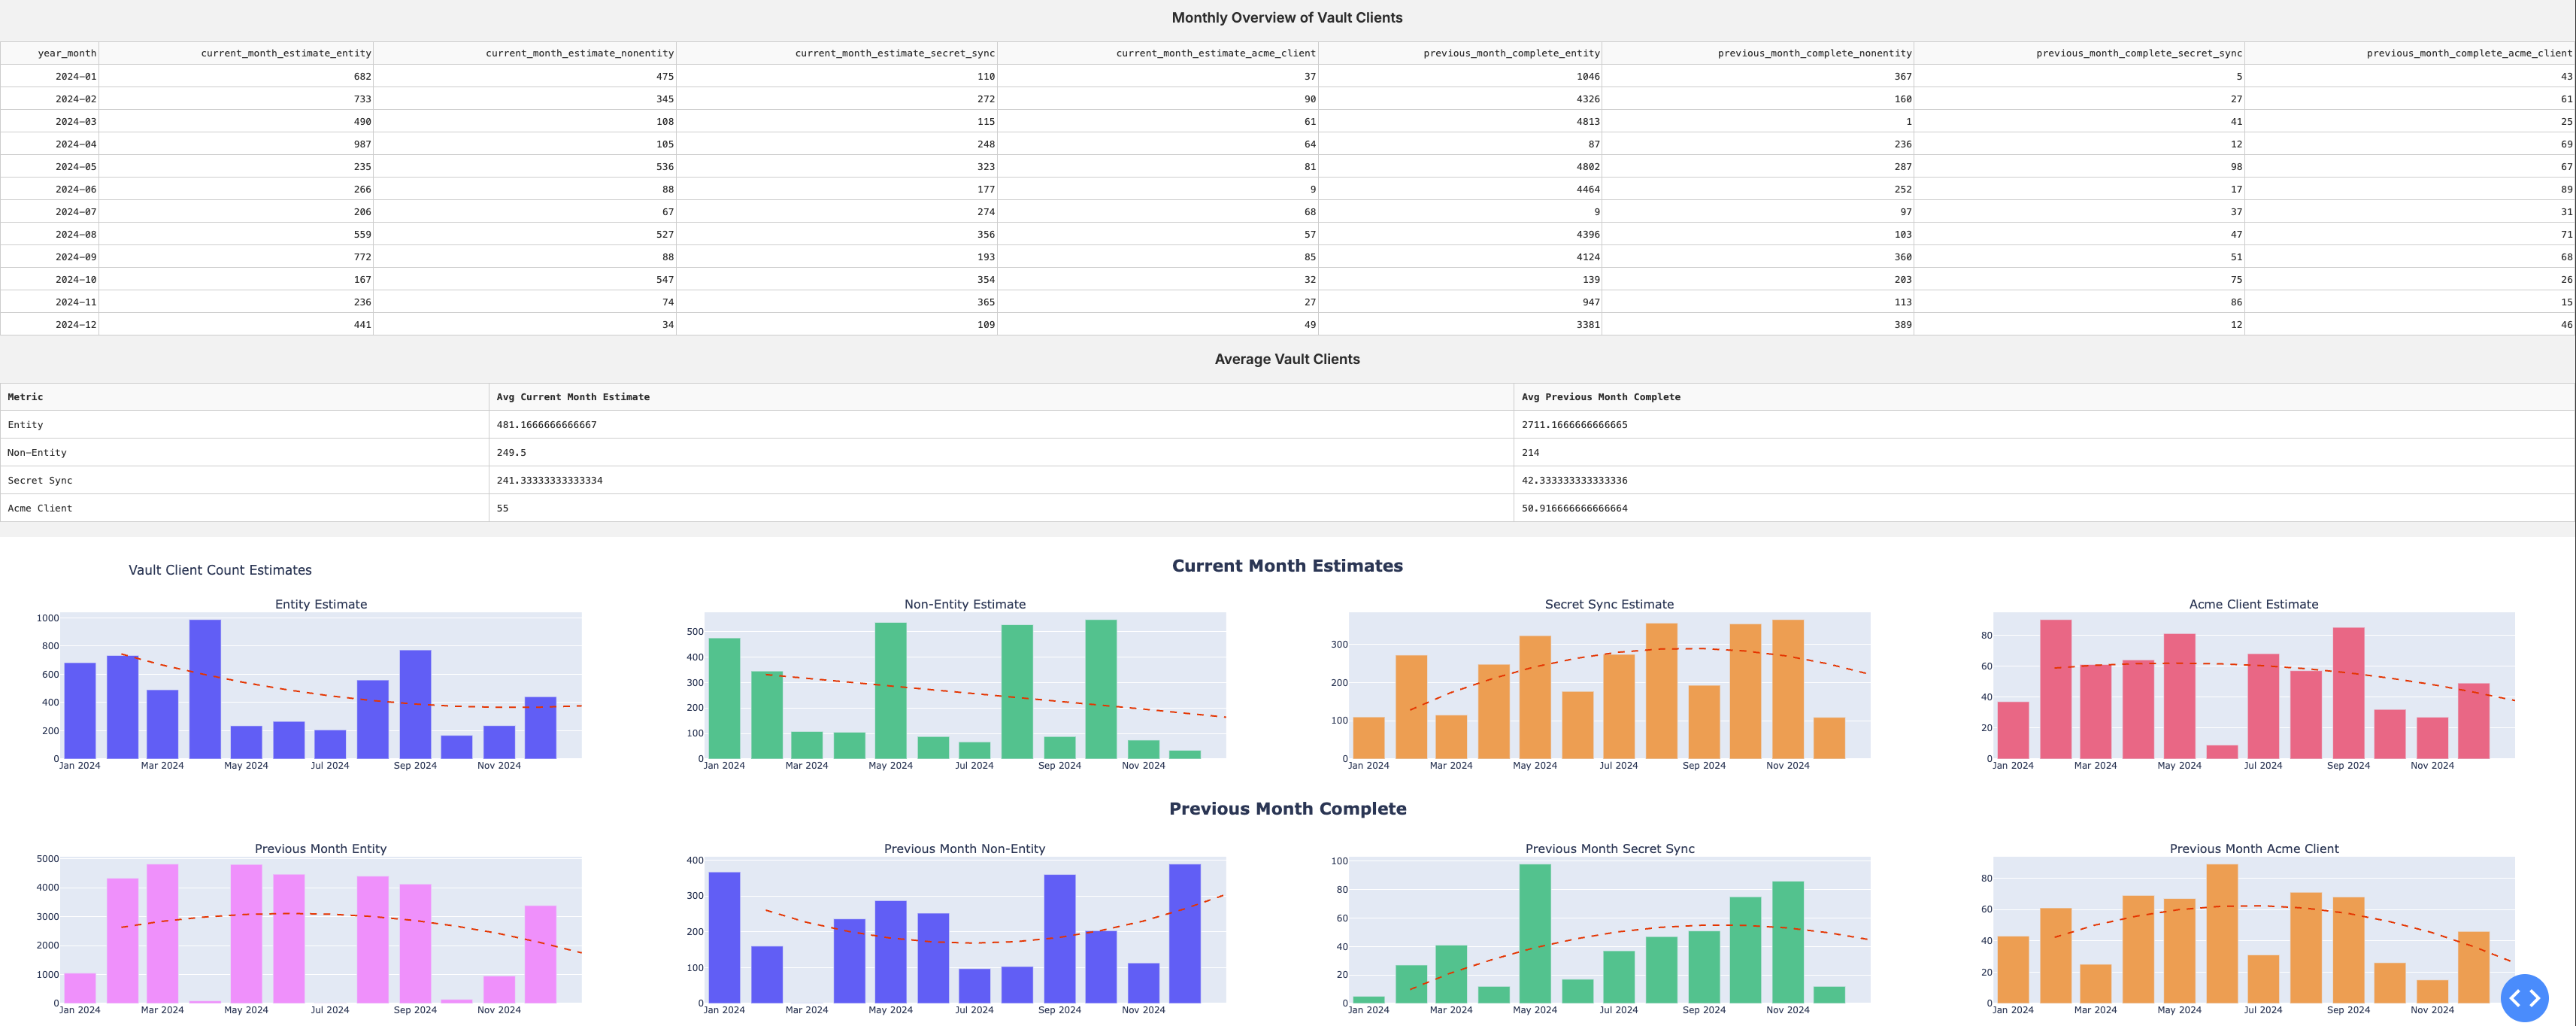 Monthly Overview of Vault Clients
year_month current_month_estimate_entity current_month_estimate_nonentity current_month_estimate_secret_sync current_month_estimate_acme_client previous_month_complete_entity previous_month_complete_nonentity previous_month_complete_secret_sync previous_month_complete_acme_client
2024-01 682 475 110 37 1046 367 5 43
2024-02 733 345 272 90 4326 160 27 61
2024-03 490 108 115 61 4813 1 41 25
2024-04 987 105 248 64 87 236 12 69
2024-05 235 536 323 81 4802 287 98 67
2024-06 266 88 177 9 4464 252 17 89
2024-07 206 67 274 68 9 97 37 31
2024-08 559 527 356 57 4396 103 47 71
2024-09 772 88 193 85 4124 360 51 68
2024-10 167 547 354 32 139 203 75 26
2024-11 236 74 365 27 947 113 86 15
2024-12 441 34 109 49 3381 389 12 46
Average Vault Clients
Metric Avg Current Month Estimate Avg Previous Month Complete
Entity 481.1666666666667 2711.1666666666665
Non-Entity 249.5 214
Secret Sync 241.33333333333334 42.333333333333336
Acme Client 55 50.916666666666664
Vault Client Count Estimates
Current Month Estimates
Entity Estimate
1000
800
600
400
200
0
Jan 2024 Mar 2024 May 2024 Jul 2024 Sep 2024 Nov 2024
Non-Entity Estimate
500
400
300
200
100
0
Jan 2024 Mar 2024 May 2024 Jul 2024 Sep 2024 Nov 2024
Secret Sync Estimate
300
200
100
0
Jan 2024 Mar 2024 May 2024 Jul 2024 Sep 2024 Nov 2024
Acme Client Estimate
80
60
40
20
0
Jan 2024 Mar 2024 May 2024 Jul 2024 Sep 2024 Nov 2024
Previous Month Complete
Previous Month Entity
5000
4000
3000
2000
1000
0
Jan 2024 Mar 2024 May 2024 Jul 2024 Sep 2024 Nov 2024
Previous Month Non-Entity
400
300
200
100
0
Jan 2024 Mar 2024 May 2024 Jul 2024 Sep 2024 Nov 2024
Previous Month Secret Sync
100
80
60
40
20
0
Jan 2024 Mar 2024 May 2024 Jul 2024 Sep 2024 Nov 2024
Previous Month Acme Client
80
60
40
20
0
Jan 2024 Mar 2024 May 2024 Jul 2024 Sep 2024 Nov 2024